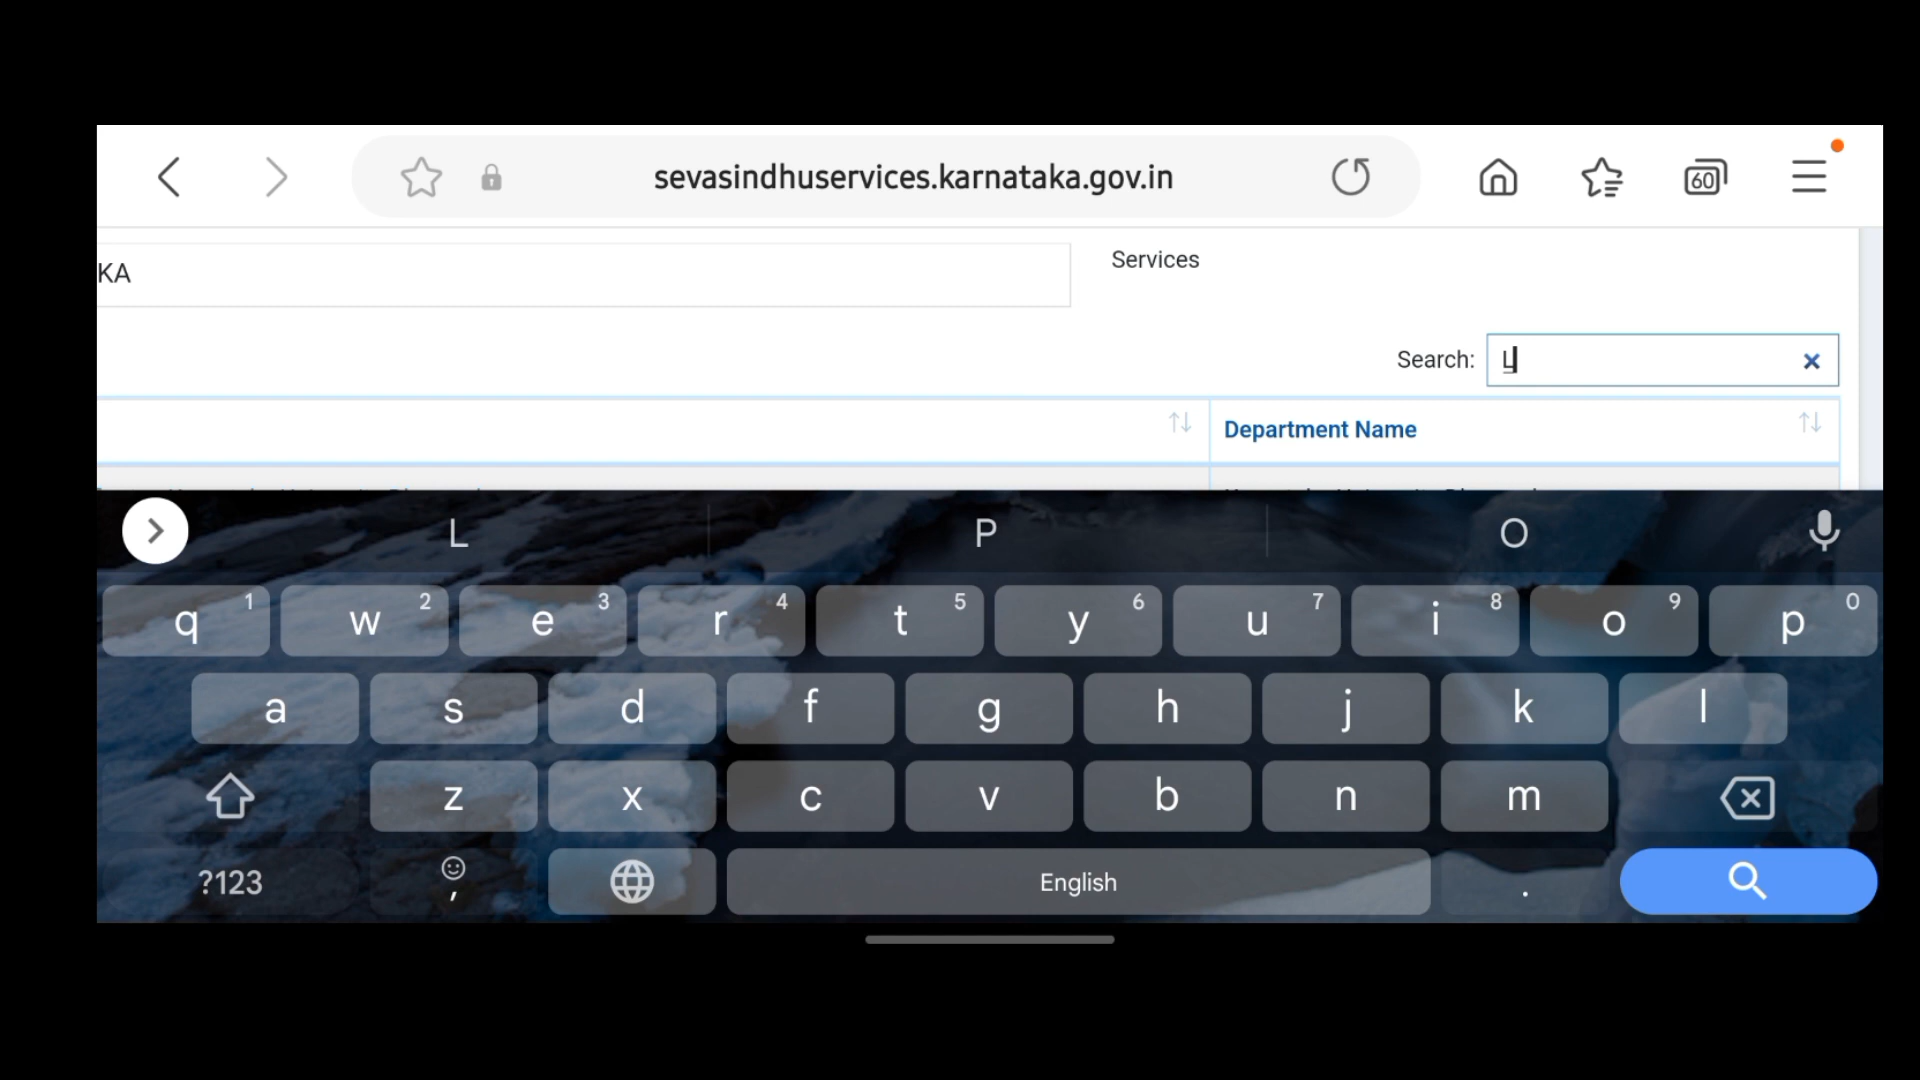 sevasindhuservices.karnataka.gov.in
60
KA
Services
Search: L
Department Name
L P O
q 1 w 2 e 3 r 4 t 5 y 6 u 7 i 8 o 9 p 0
a s d f g h j k l
z x c v b n m
?123 , English .